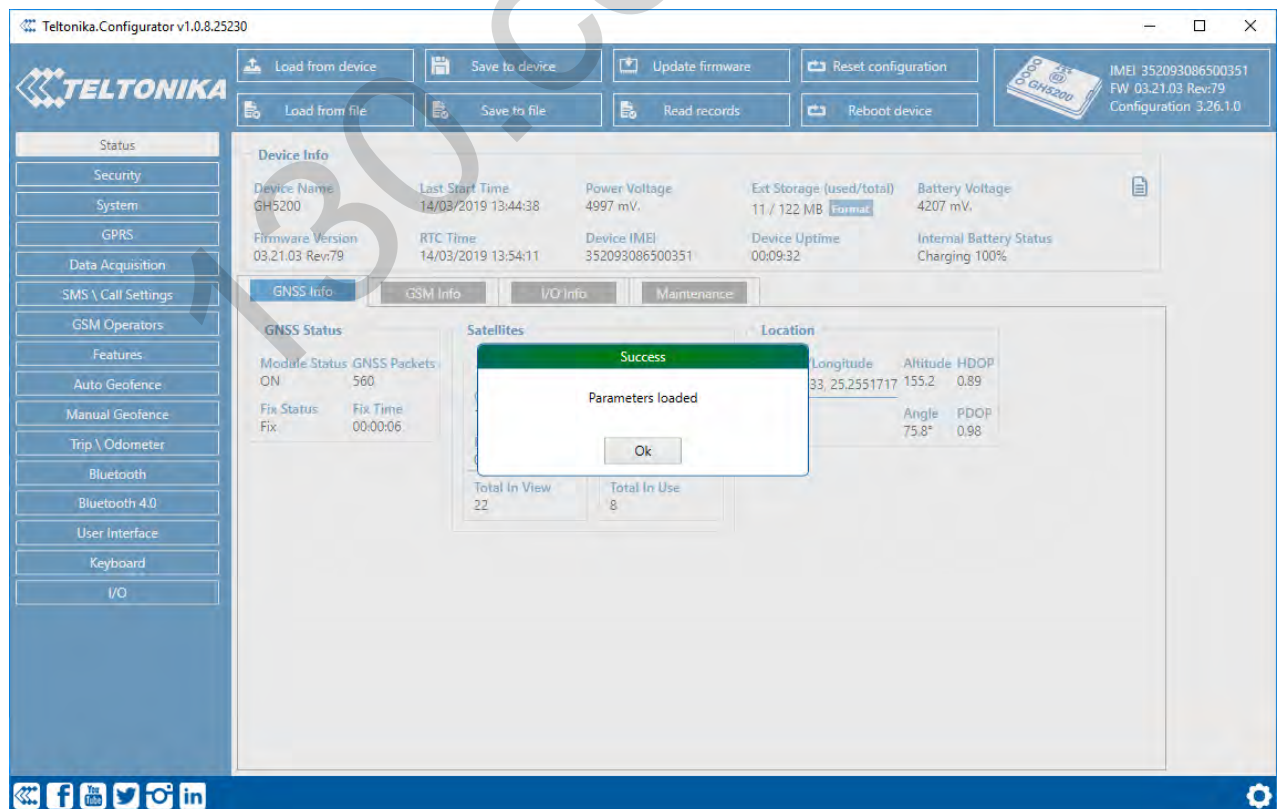 Teltonika.Configurator v1.0.8.25230
TELTONIKA
Load from device
Save to device
Update firmware
Reset configuration
Load from file
Save to file
Read records
Reboot device
GH5200
IMEI 352093086500351
FW 03.21.03 Rev:79
Configuration 3.26.1.0
Status
Security
System
GPRS
Data Acquisition
SMS \ Call Settings
GSM Operators
Features
Auto Geofence
Manual Geofence
Trip \ Odometer
Bluetooth
Bluetooth 4.0
User Interface
Keyboard
I/O
Device Info
Device Name Last Start Time Power Voltage Ext Storage (used/total) Battery Voltage
GH5200 14/03/2019 13:44:38 4997 mV. 11 / 122 MB Format 4207 mV.
Firmware Version RTC Time Device IMEI Device Uptime Internal Battery Status
03.21.03 Rev:79 14/03/2019 13:54:11 352093086500351 00:09:32 Charging 100%
GNSS Info GSM Info I/O Info Maintenance
GNSS Status
Module Status GNSS Packets
ON 560
Fix Status Fix Time
Fix 00:00:06
Satellites
Total In View Total In Use
22 8
Location
/Longitude Altitude HDOP
33, 25.2551717 155.2 0.89
Angle PDOP
75.8° 0.98
Success
Parameters loaded
Ok
You
Tube
in
130.c